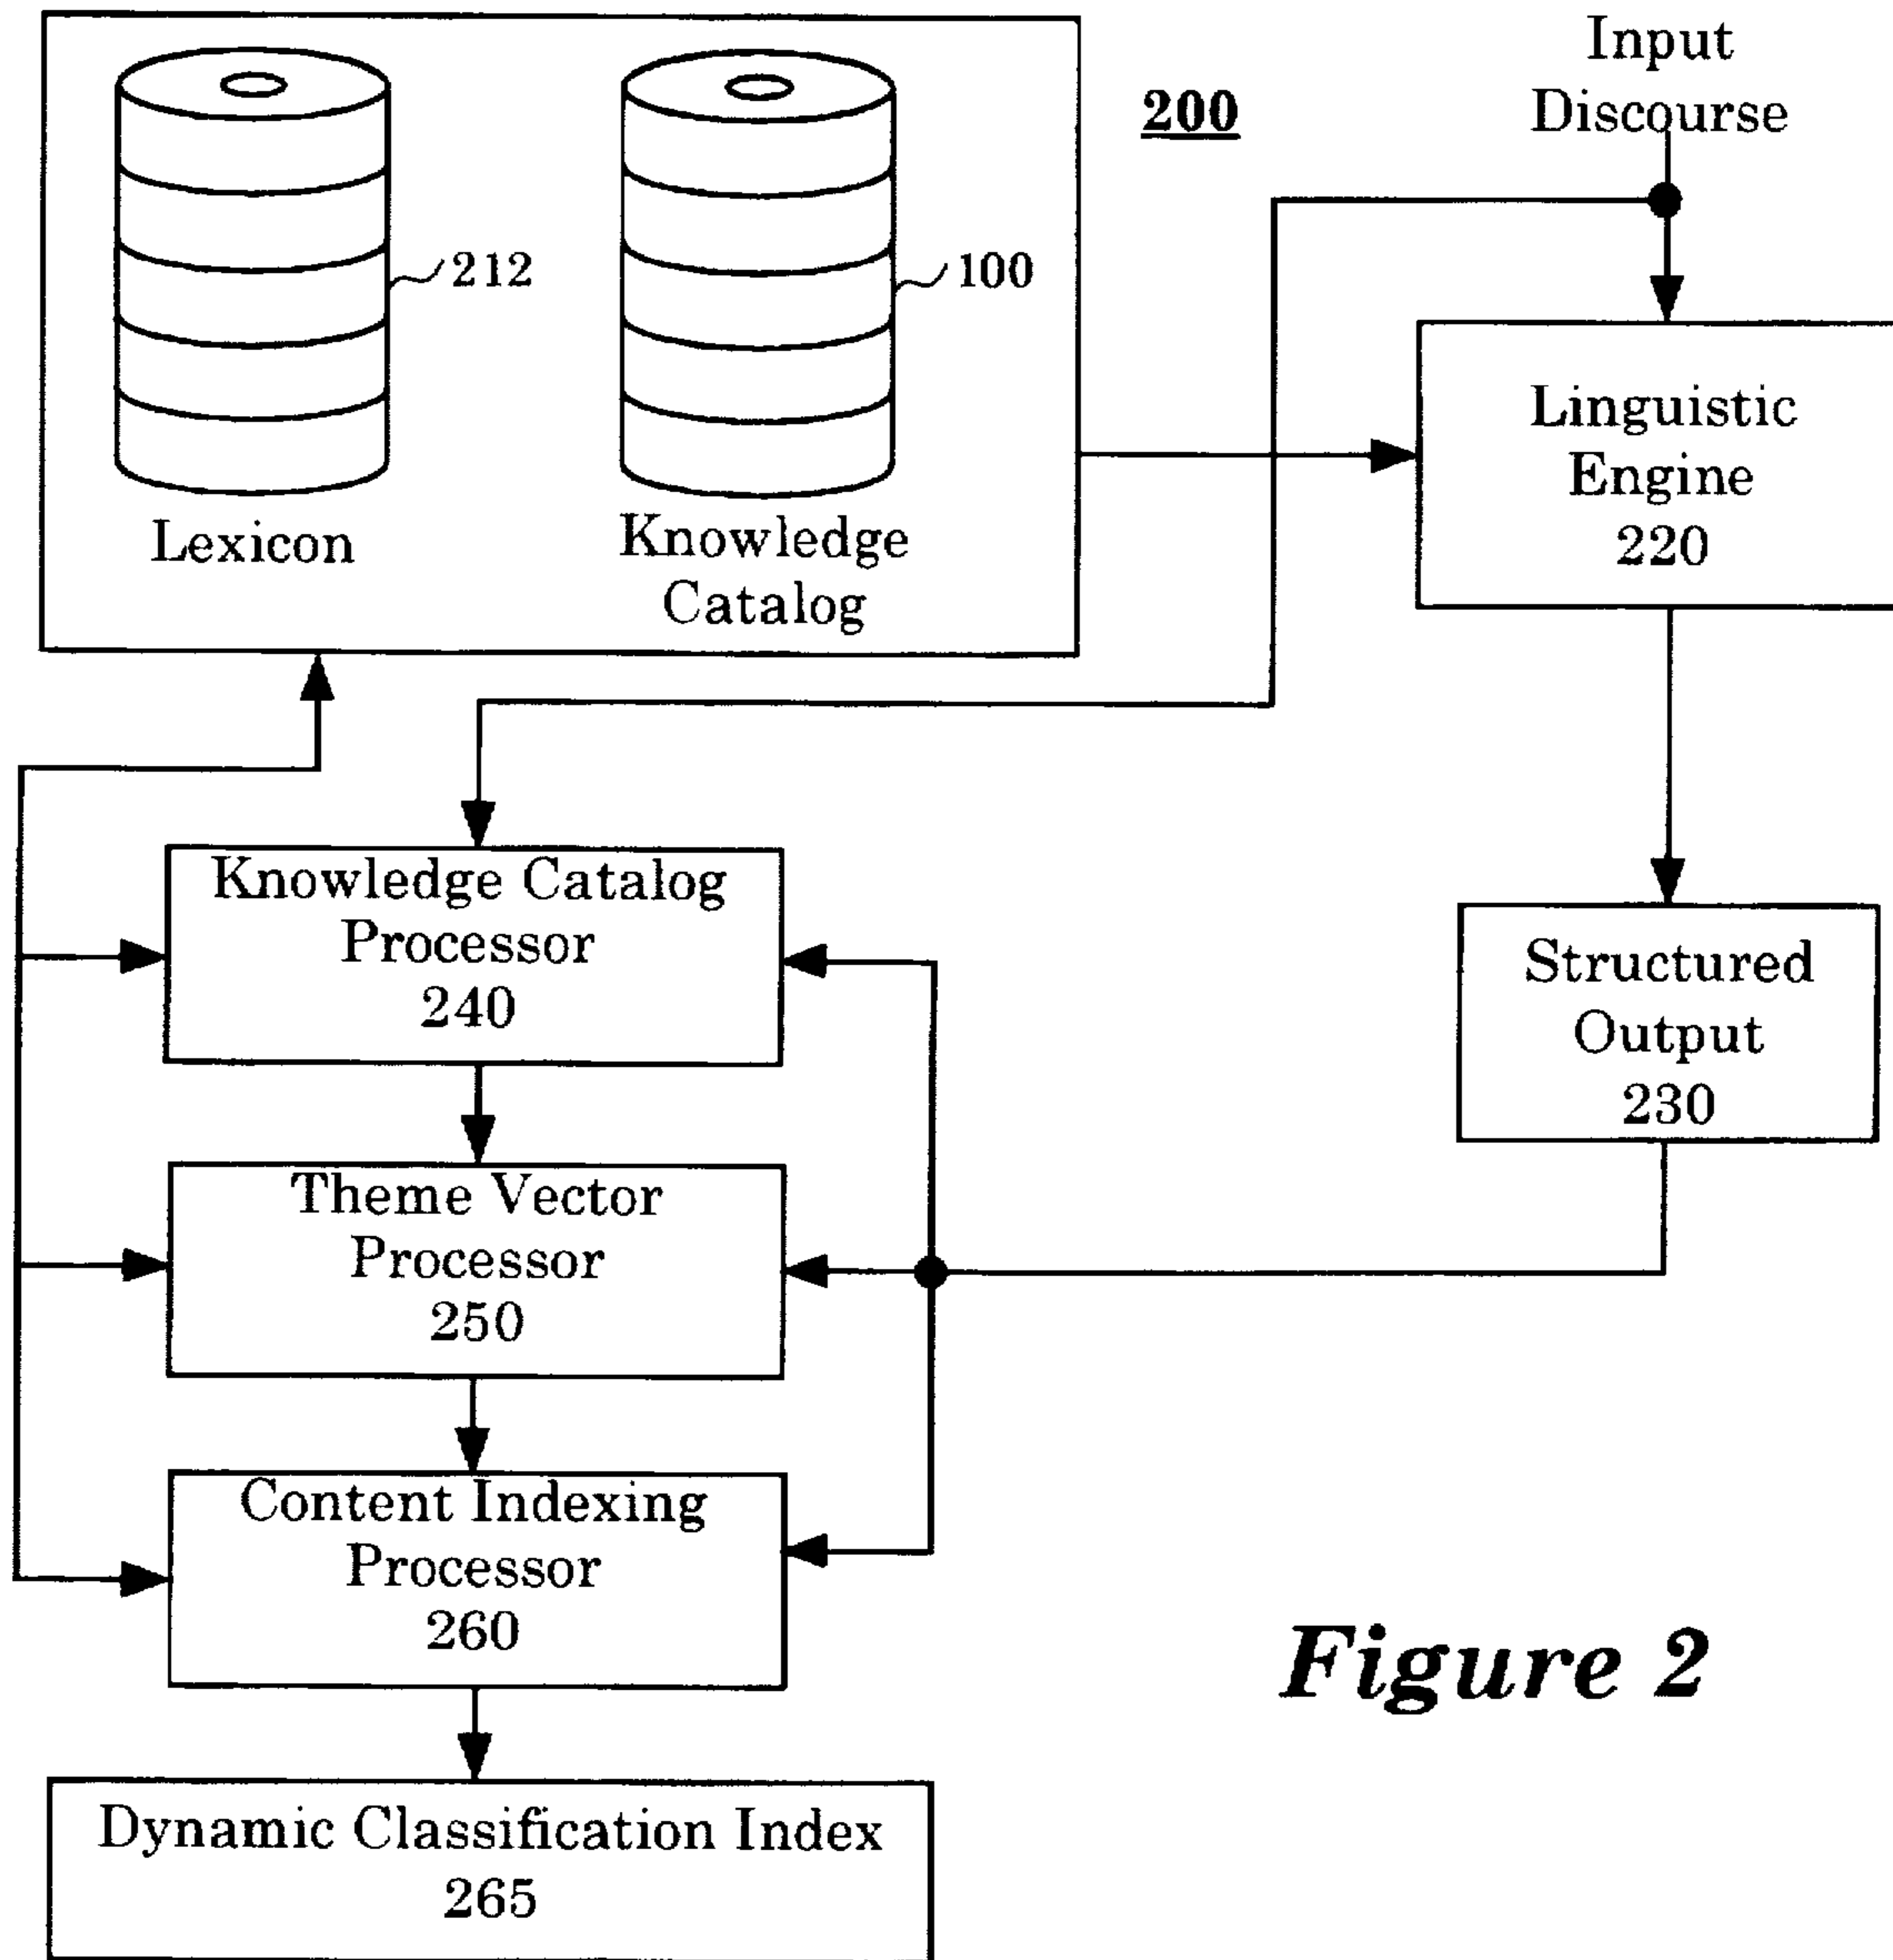 Input
Discourse
200
212
100
Lexicon
Knowledge
Catalog
Linguistic
Engine
220
Knowledge Catalog
Processor
240
Structured
Output
230
Theme Vector
Processor
250
Content Indexing
Processor
260
Figure 2
Dynamic Classification Index
265